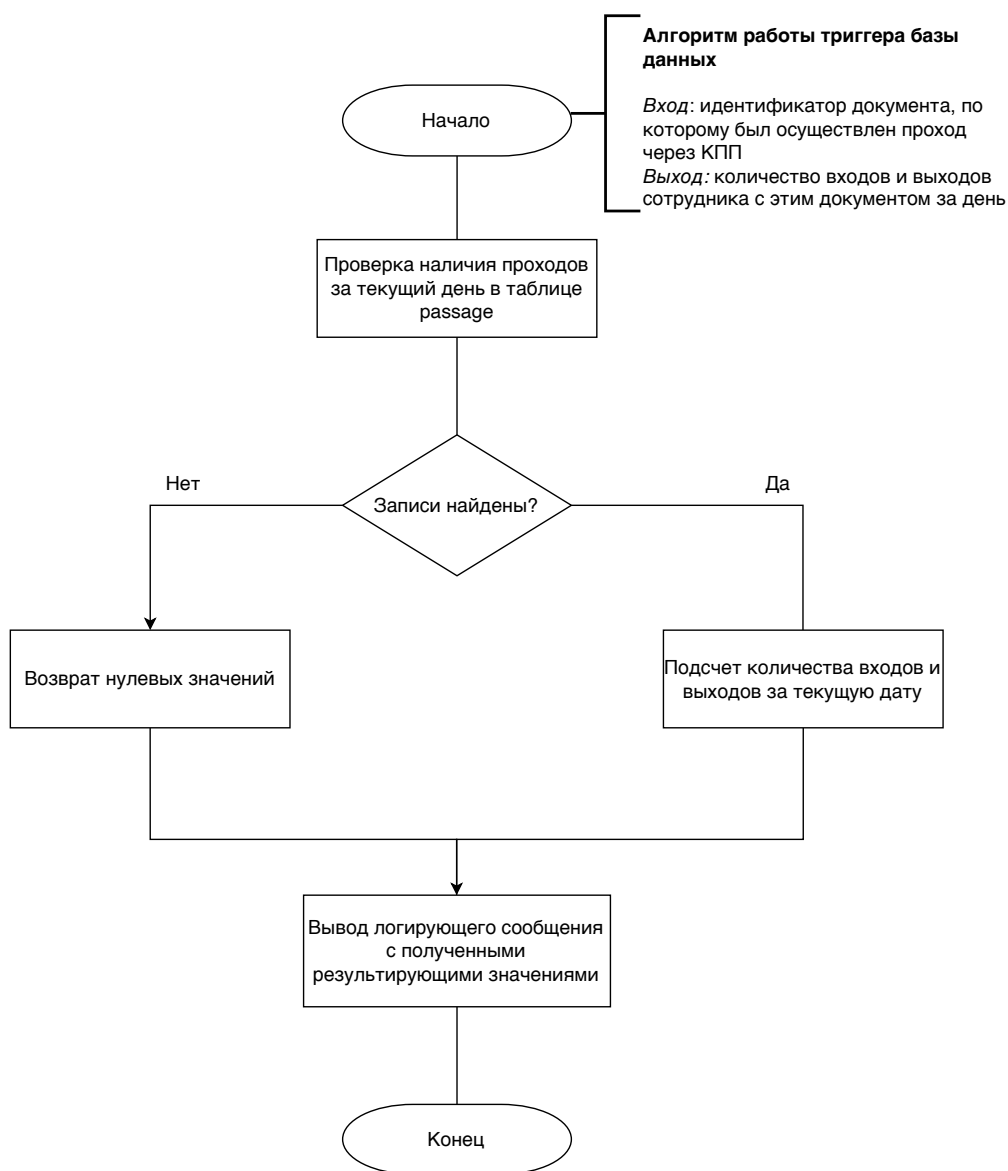 Алгоритм работы триггера базы
данных
Вход: идентификатор документа, по
которому был осуществлен проход
через КПП
Выход: количество входов и выходов
сотрудника с этим документом за день
Начало
Проверка наличия проходов
за текущий день в таблице
passage
Записи найдены?
Нет
Да
Возврат нулевых значений
Подсчет количества входов и
выходов за текущую дату
Вывод логирующего сообщения
с полученными
результирующими значениями
Конец